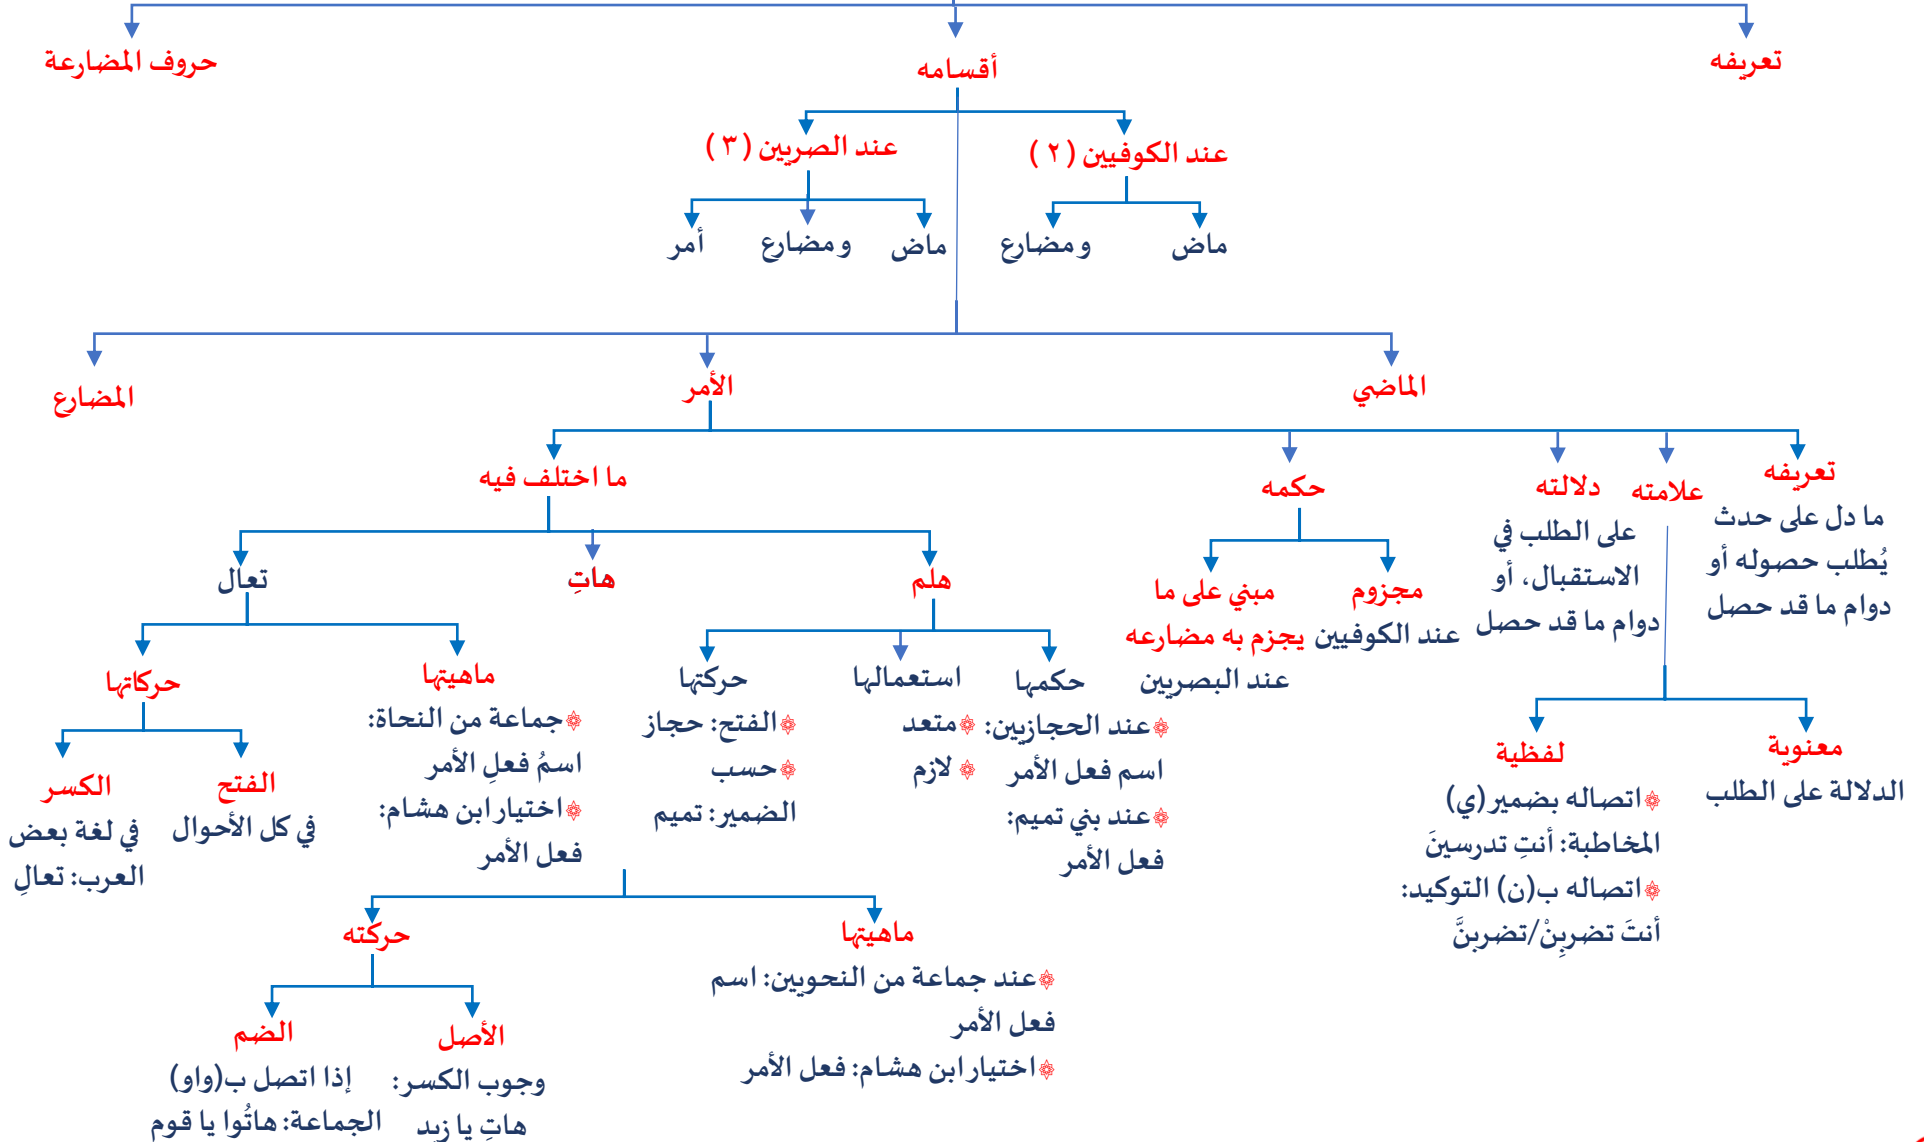 تعريفه
أقسامه
حروف المضارعة
عند الكوفيين (٢)
عند الصريين (٣)
ماض
ومضارع
ماض
ومضارع
أمر
الماضي
الأمر
المضارع
تعريفه
ما دل على حدث
يُطلب حصوله أو
دوام ما قد حصل
علامته
دلالته
على الطلب في
الاستقبال، أو
دوام ما قد حصل
حكمه
مجزوم
عند الكوفيين
مبني على ما
يجزم به مضارعه
عند البصريين
ما اختلف فيه
هلم
هاتِ
تعال
معنوية
الدلالة على الطلب
لفظية
اتصاله بضمير (ي)
المخاطبة: أنتِ تدرسينَ
اتصاله ب(ن) التوكيد:
أنتَ تضربِنْ/تضربنَّ
حكمها
عند الحجازيين:
اسم فعل الأمر
عند بني تميم:
فعل الأمر
استعمالها
متعد
لازم
حركتها
الفتح: حجاز
حسب
الضمير: تميم
ماهيتها
جماعة من النحاة:
اسمُ فعلِ الأمر
اختيار ابن هشام:
فعل الأمر
حركاتها
الفتح
في كل الأحوال
الكسر
في لغة بعض
العرب: تعالِ
ماهيتها
عند جماعة من النحويين: اسم
فعل الأمر
اختيار ابن هشام: فعل الأمر
حركته
الأصل
وجوب الكسر:
هاتِ يا زيد
الضم
إذا اتصل ب(واو)
الجماعة: هاتُوا يا قوم